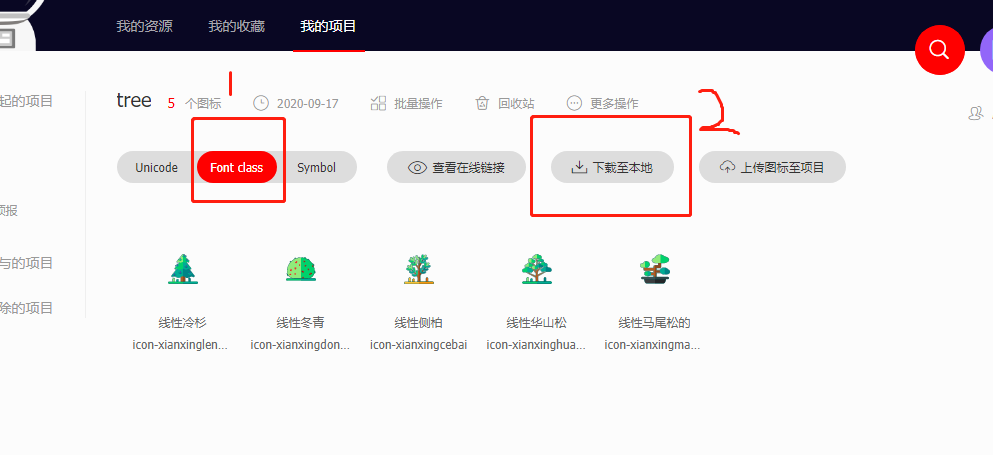 我的资源 我的收藏 我的项目
起的项目
tree 5 个图标 2020-09-17 批量操作 回收站 更多操作
1
2
Unicode Font class Symbol 查看在线链接 下载至本地 上传图标至项目
预报
与的项目
除的项目
线性冷杉 线性冬青 线性侧柏 线性华山松 线性马尾松的
icon-xianxinglen... icon-xianxingdon... icon-xianxingcebai icon-xianxinghua... icon-xianxingma...